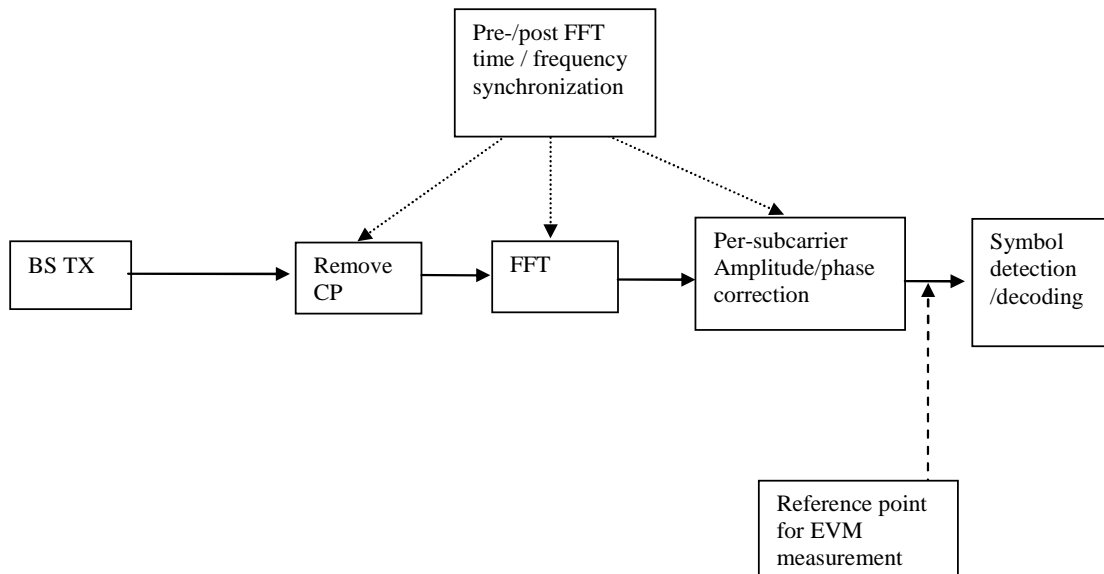 Pre-/post FFT
time / frequency
synchronization
BS TX
Remove
CP
FFT
Per-subcarrier
Amplitude/phase
correction
Symbol
detection
/decoding
Reference point
for EVM
measurement